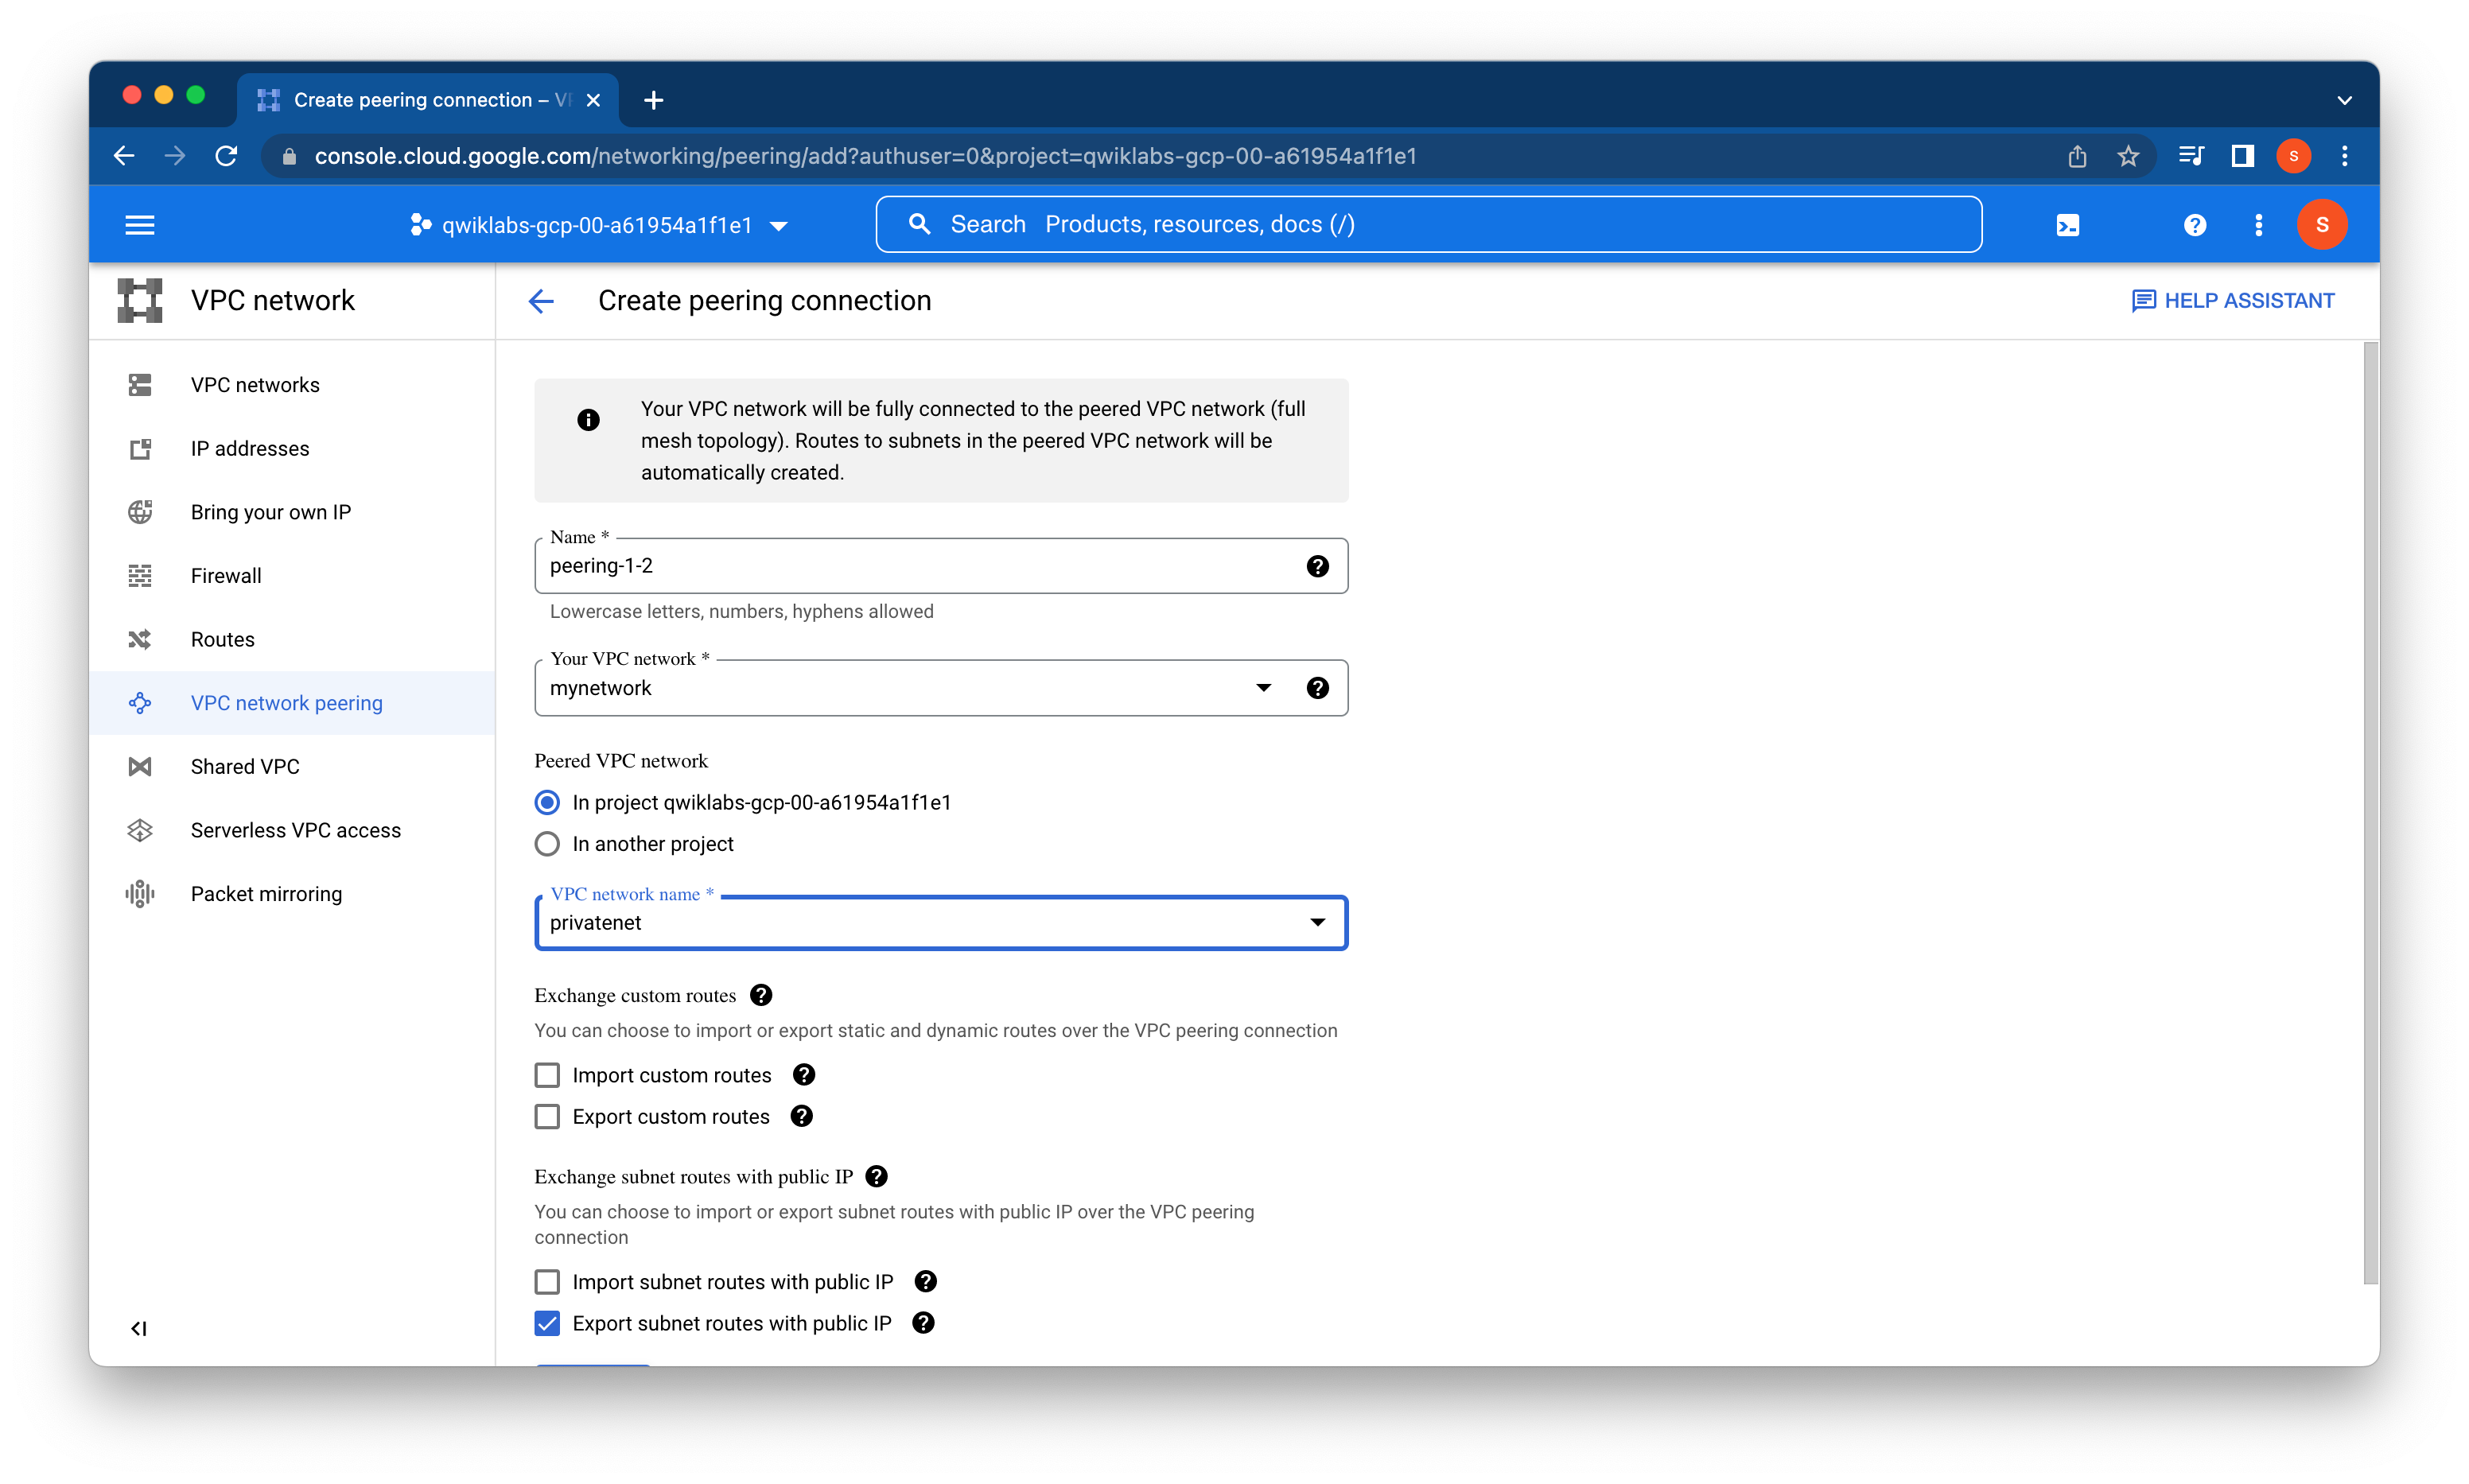 Create peering connection – V
console.cloud.google.com/networking/peering/add?authuser=0&project=qwiklabs-gcp-00-a61954a1f1e1
S
qwiklabs-gcp-00-a61954a1f1e1
Search Products, resources, docs (/)
S
VPC network
Create peering connection
HELP ASSISTANT
VPC networks
IP addresses
Bring your own IP
Firewall
Routes
VPC network peering
Shared VPC
Serverless VPC access
Packet mirroring
Your VPC network will be fully connected to the peered VPC network (full
mesh topology). Routes to subnets in the peered VPC network will be
automatically created.
Name *
peering-1-2
Lowercase letters, numbers, hyphens allowed
Your VPC network *
mynetwork
Peered VPC network
In project qwiklabs-gcp-00-a61954a1f1e1
In another project
VPC network name *
privatenet
Exchange custom routes
You can choose to import or export static and dynamic routes over the VPC peering connection
Import custom routes
Export custom routes
Exchange subnet routes with public IP
You can choose to import or export subnet routes with public IP over the VPC peering
connection
Import subnet routes with public IP
Export subnet routes with public IP